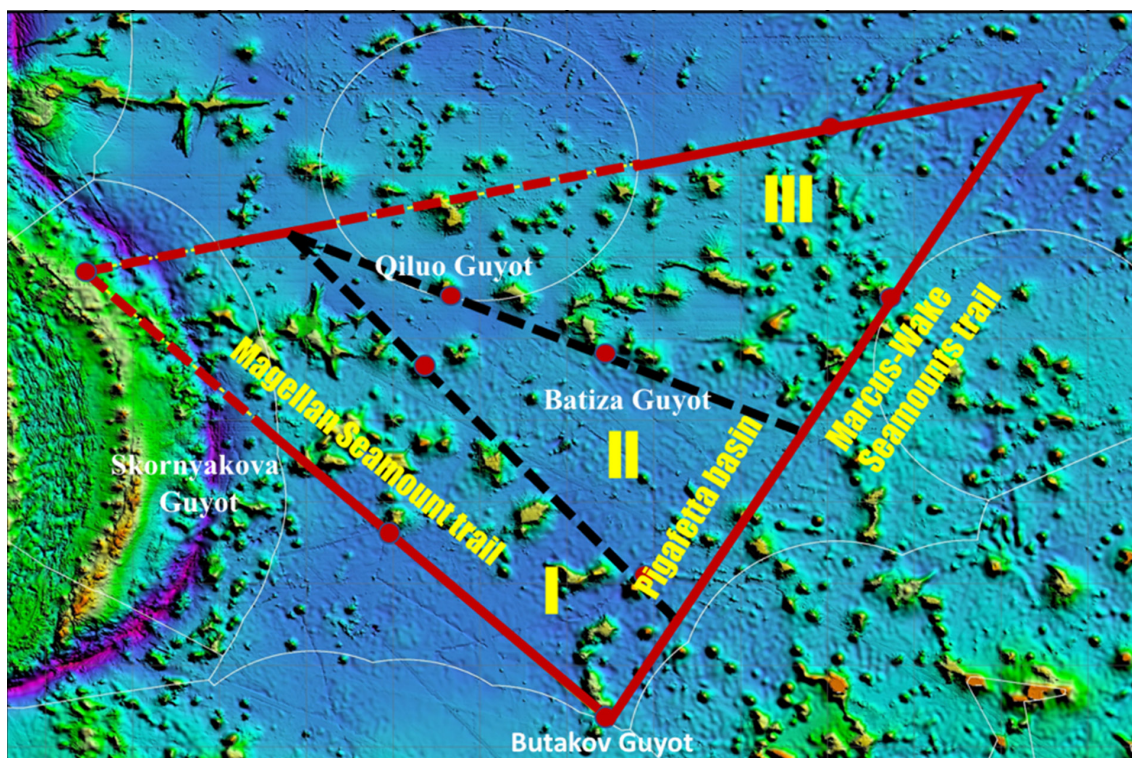 III
Qiluo Guyot
Magellan Seamount trail
Batiza Guyot
Marcus-Wake
Seamounts trail
II
Pigafetta basin
Skornyakova
Guyot
I
Butakov Guyot